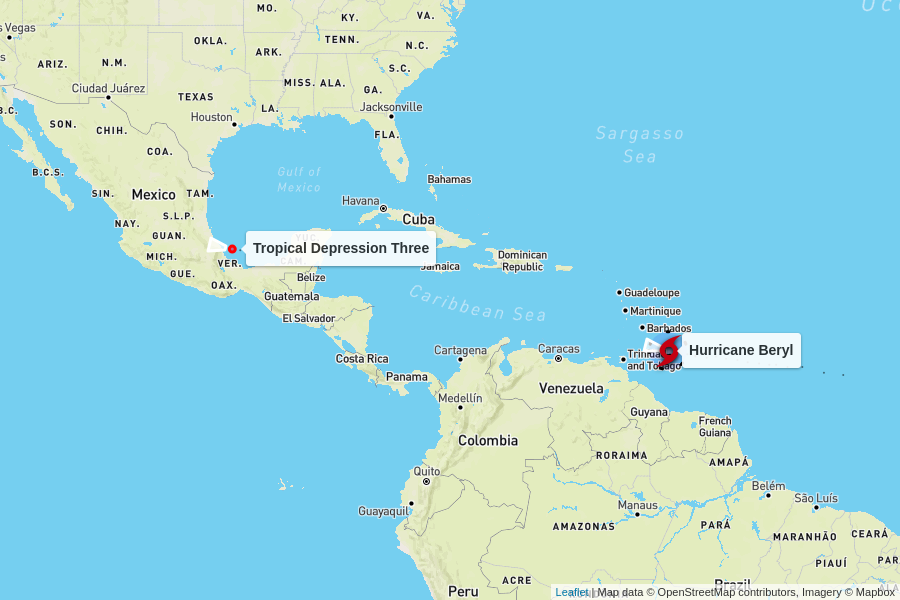 MO.
KY.
VA.
s Vegas
OKLA.
TENN.
N.C.
ARK.
ARIZ.
N.M.
S.C.
MISS.
ALA.
GA.
Ciudad Juárez
TEXAS
LA.
Jacksonville
B.C.
SON.
CHIH.
Houston
FLA.
Sargasso
Sea
COA.
B.C.S.
Gulf of
Mexico
Bahamas
SIN.
Mexico
TAM.
Havana
Cuba
NAY.
S.L.P.
GUAN.
Tropical Depression Three
MICH.
VER.
CAM.
Jamaica
Dominican
Republic
GUE.
OAX.
Belize
Guatemala
Caribbean Sea
Guadeloupe
El Salvador
Martinique
Barbados
Costa Rica
Cartagena
Caracas
Trinidad
and Tobago
Hurricane Beryl
Panama
Medellín
Venezuela
Guyana
French
Guiana
Colombia
RORAIMA
AMAPÁ
Quito
Guayaquil
Manaus
Belém
São Luís
AMAZONAS
PARÁ
MARANHÃO
CEARÁ
PIAUÍ
PAR
ACRE
Peru
Brazil
Leaflet | Map data © OpenStreetMap contributors, Imagery © Mapbox